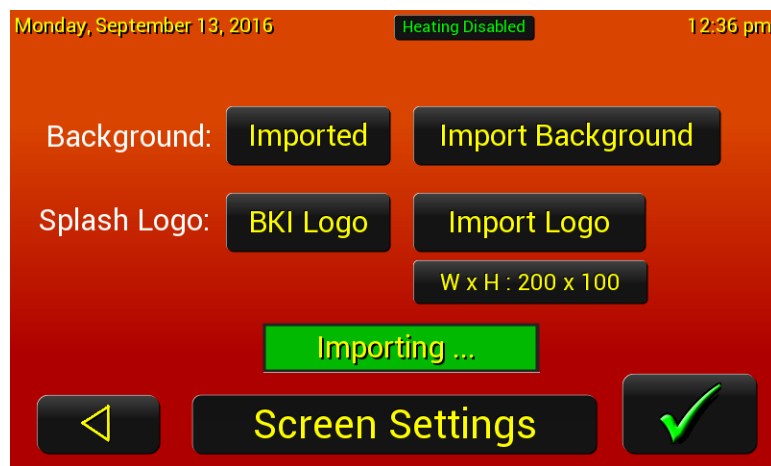 Monday, September 13, 2016 Heating Disabled 12:36 pm
Background: Imported Import Background
Splash Logo: BKI Logo Import Logo
W x H : 200 x 100
Importing ...
Screen Settings